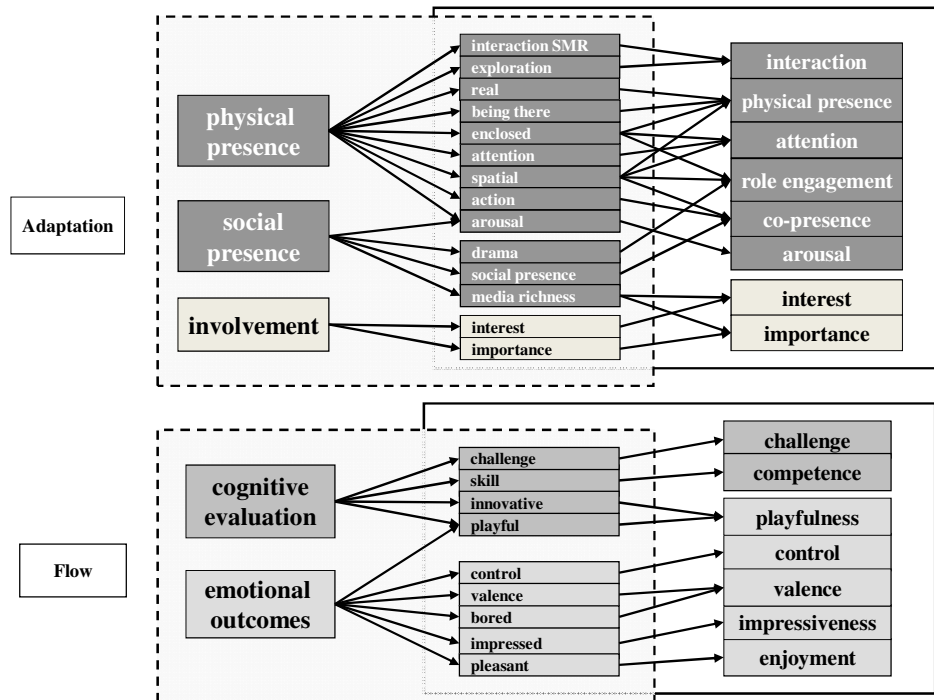 Adaptation
physical
presence
social
presence
involvement
interaction SMR
exploration
real
being there
enclosed
attention
spatial
action
arousal
drama
social presence
media richness
interest
importance
interaction
physical presence
attention
role engagement
co-presence
arousal
interest
importance
Flow
cognitive
evaluation
emotional
outcomes
challenge
skill
innovative
playful
control
valence
bored
impressed
pleasant
challenge
competence
playfulness
control
valence
impressiveness
enjoyment